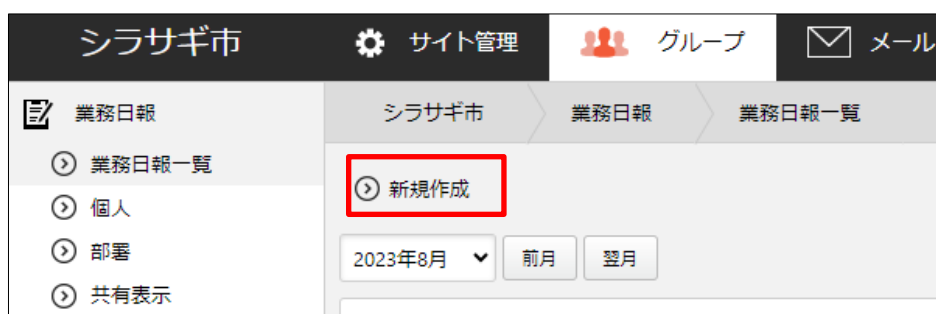 シラサギ市 サイト管理 グループ メール
業務日報
シラサギ市 業務日報 業務日報一覧
業務日報一覧
新規作成
個人
部署
2023年8月 前月 翌月
共有表示